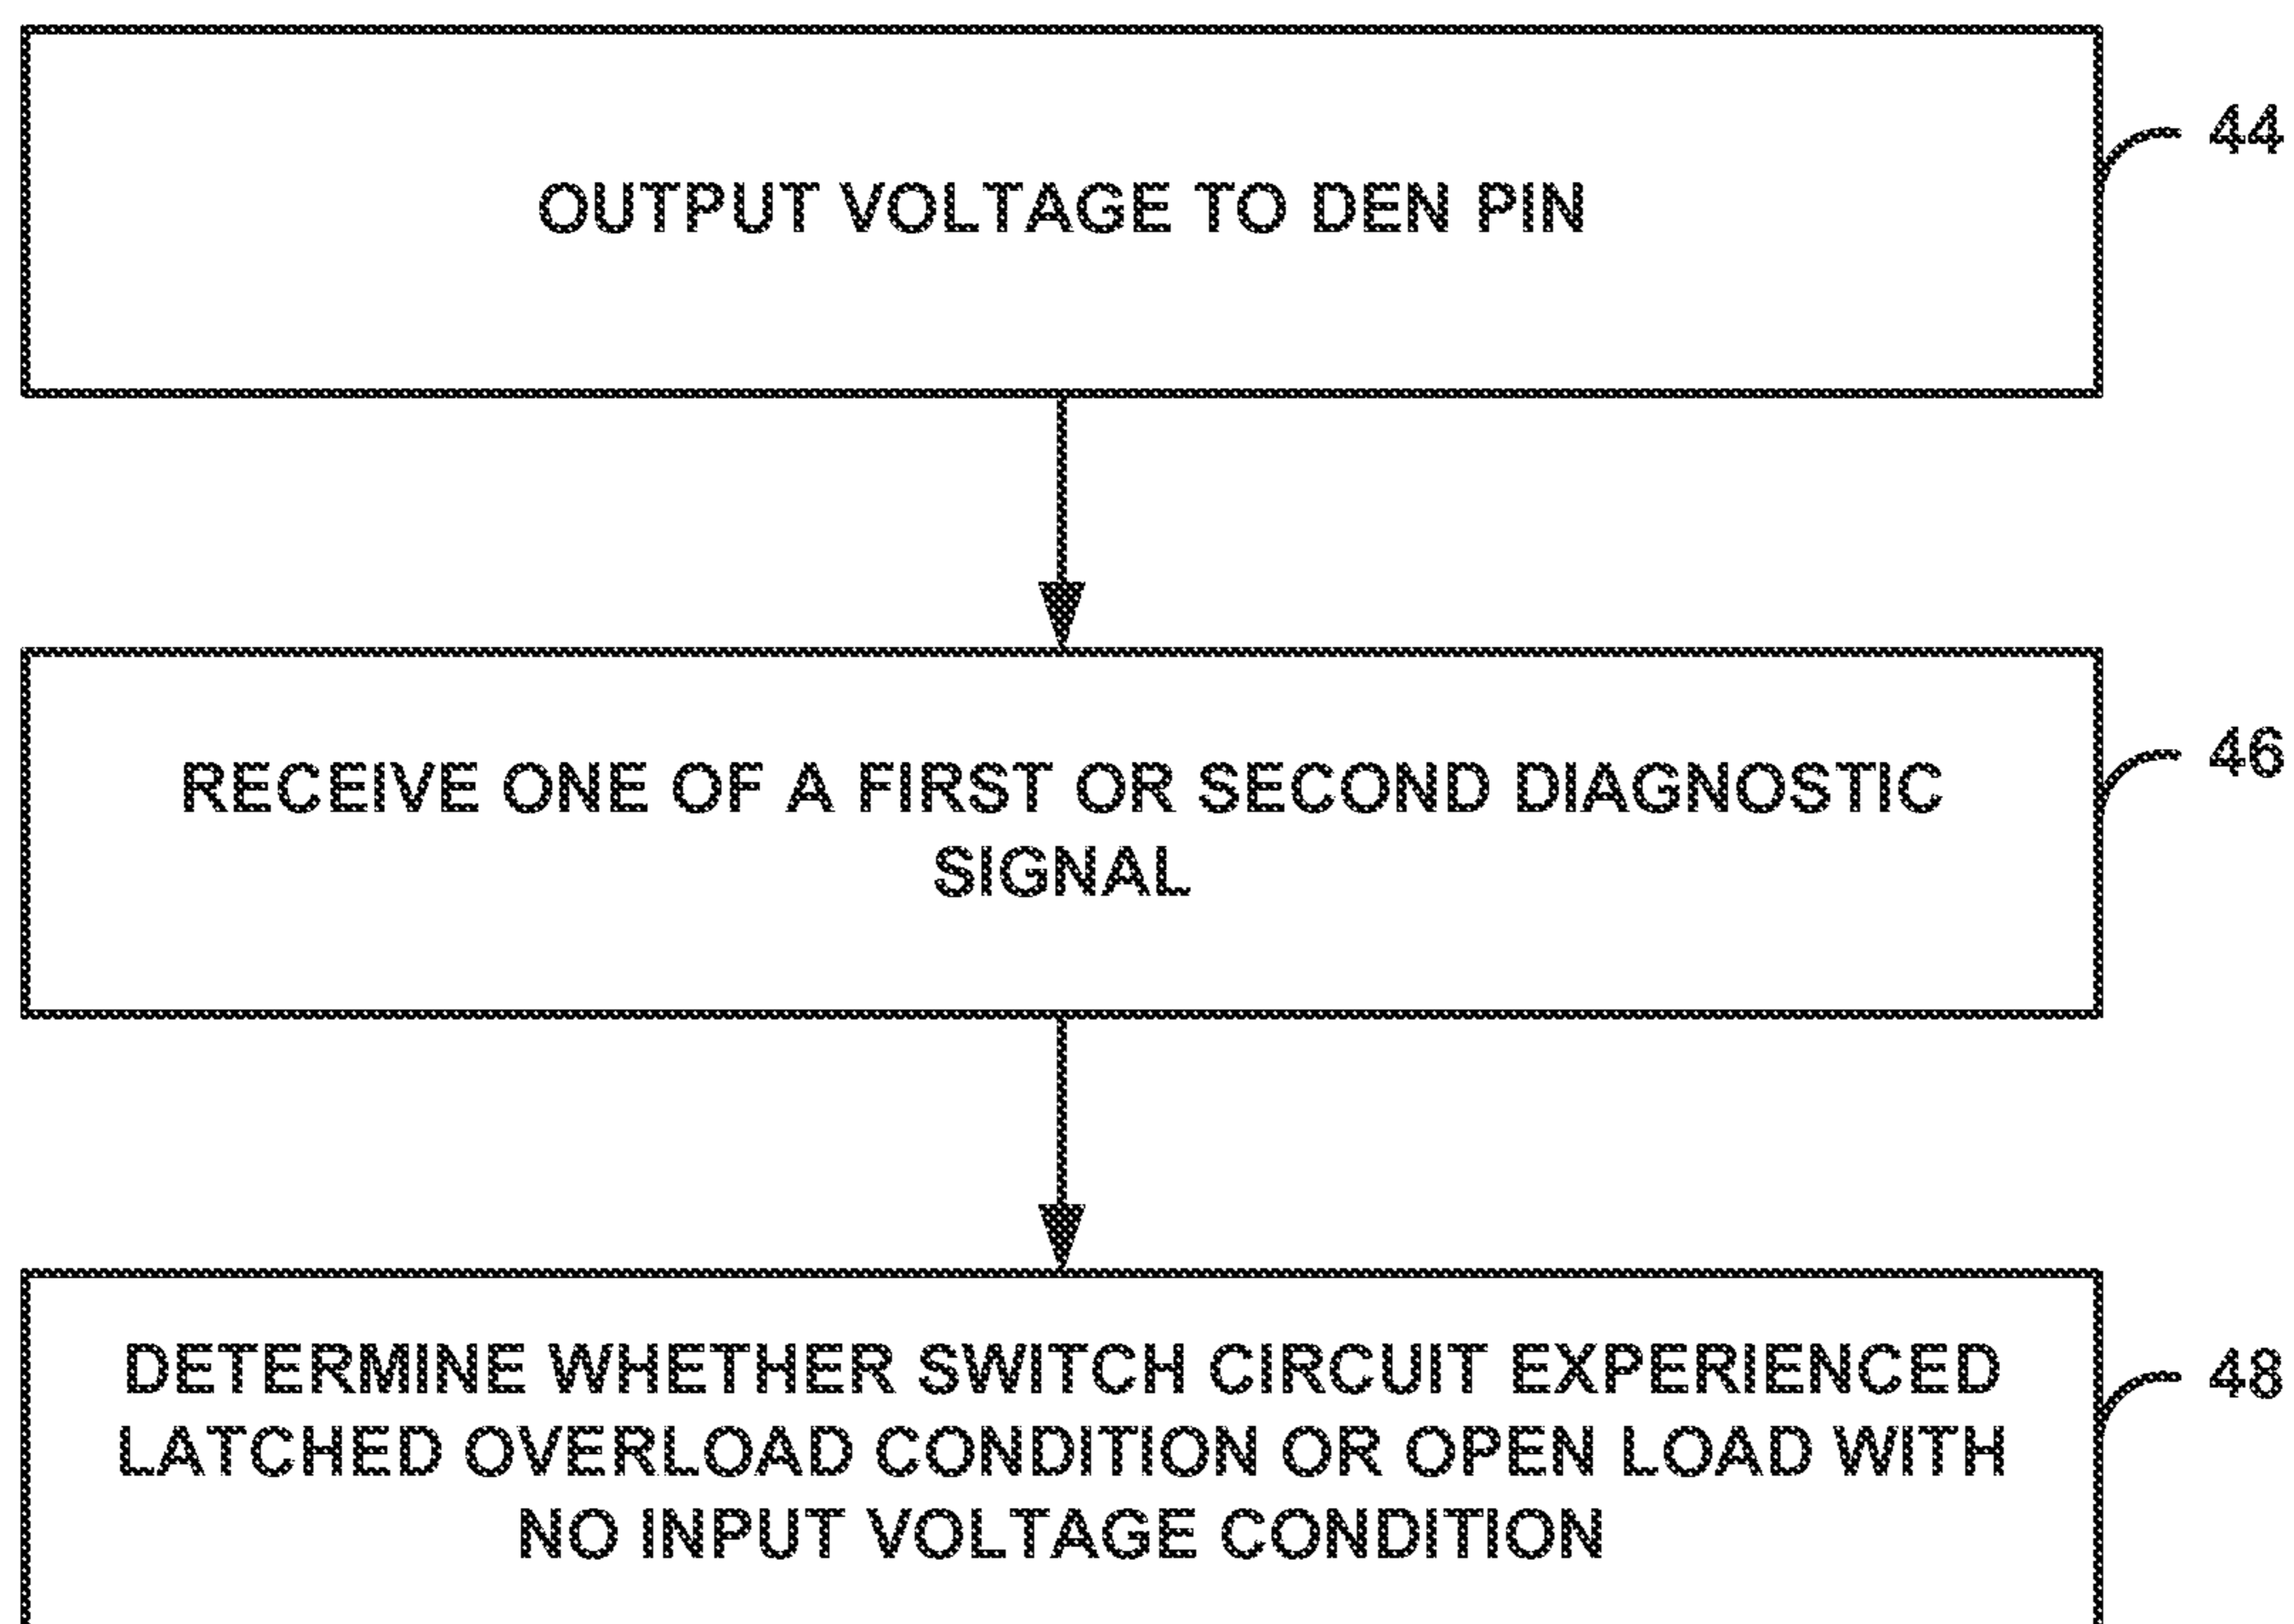 OUTPUT VOLTAGE TO DEN PIN
44
RECEIVE ONE OF A FIRST OR SECOND DIAGNOSTIC
SIGNAL
46
DETERMINE WHETHER SWITCH CIRCUIT EXPERIENCED
LATCHED OVERLOAD CONDITION OR OPEN LOAD WITH
NO INPUT VOLTAGE CONDITION
48